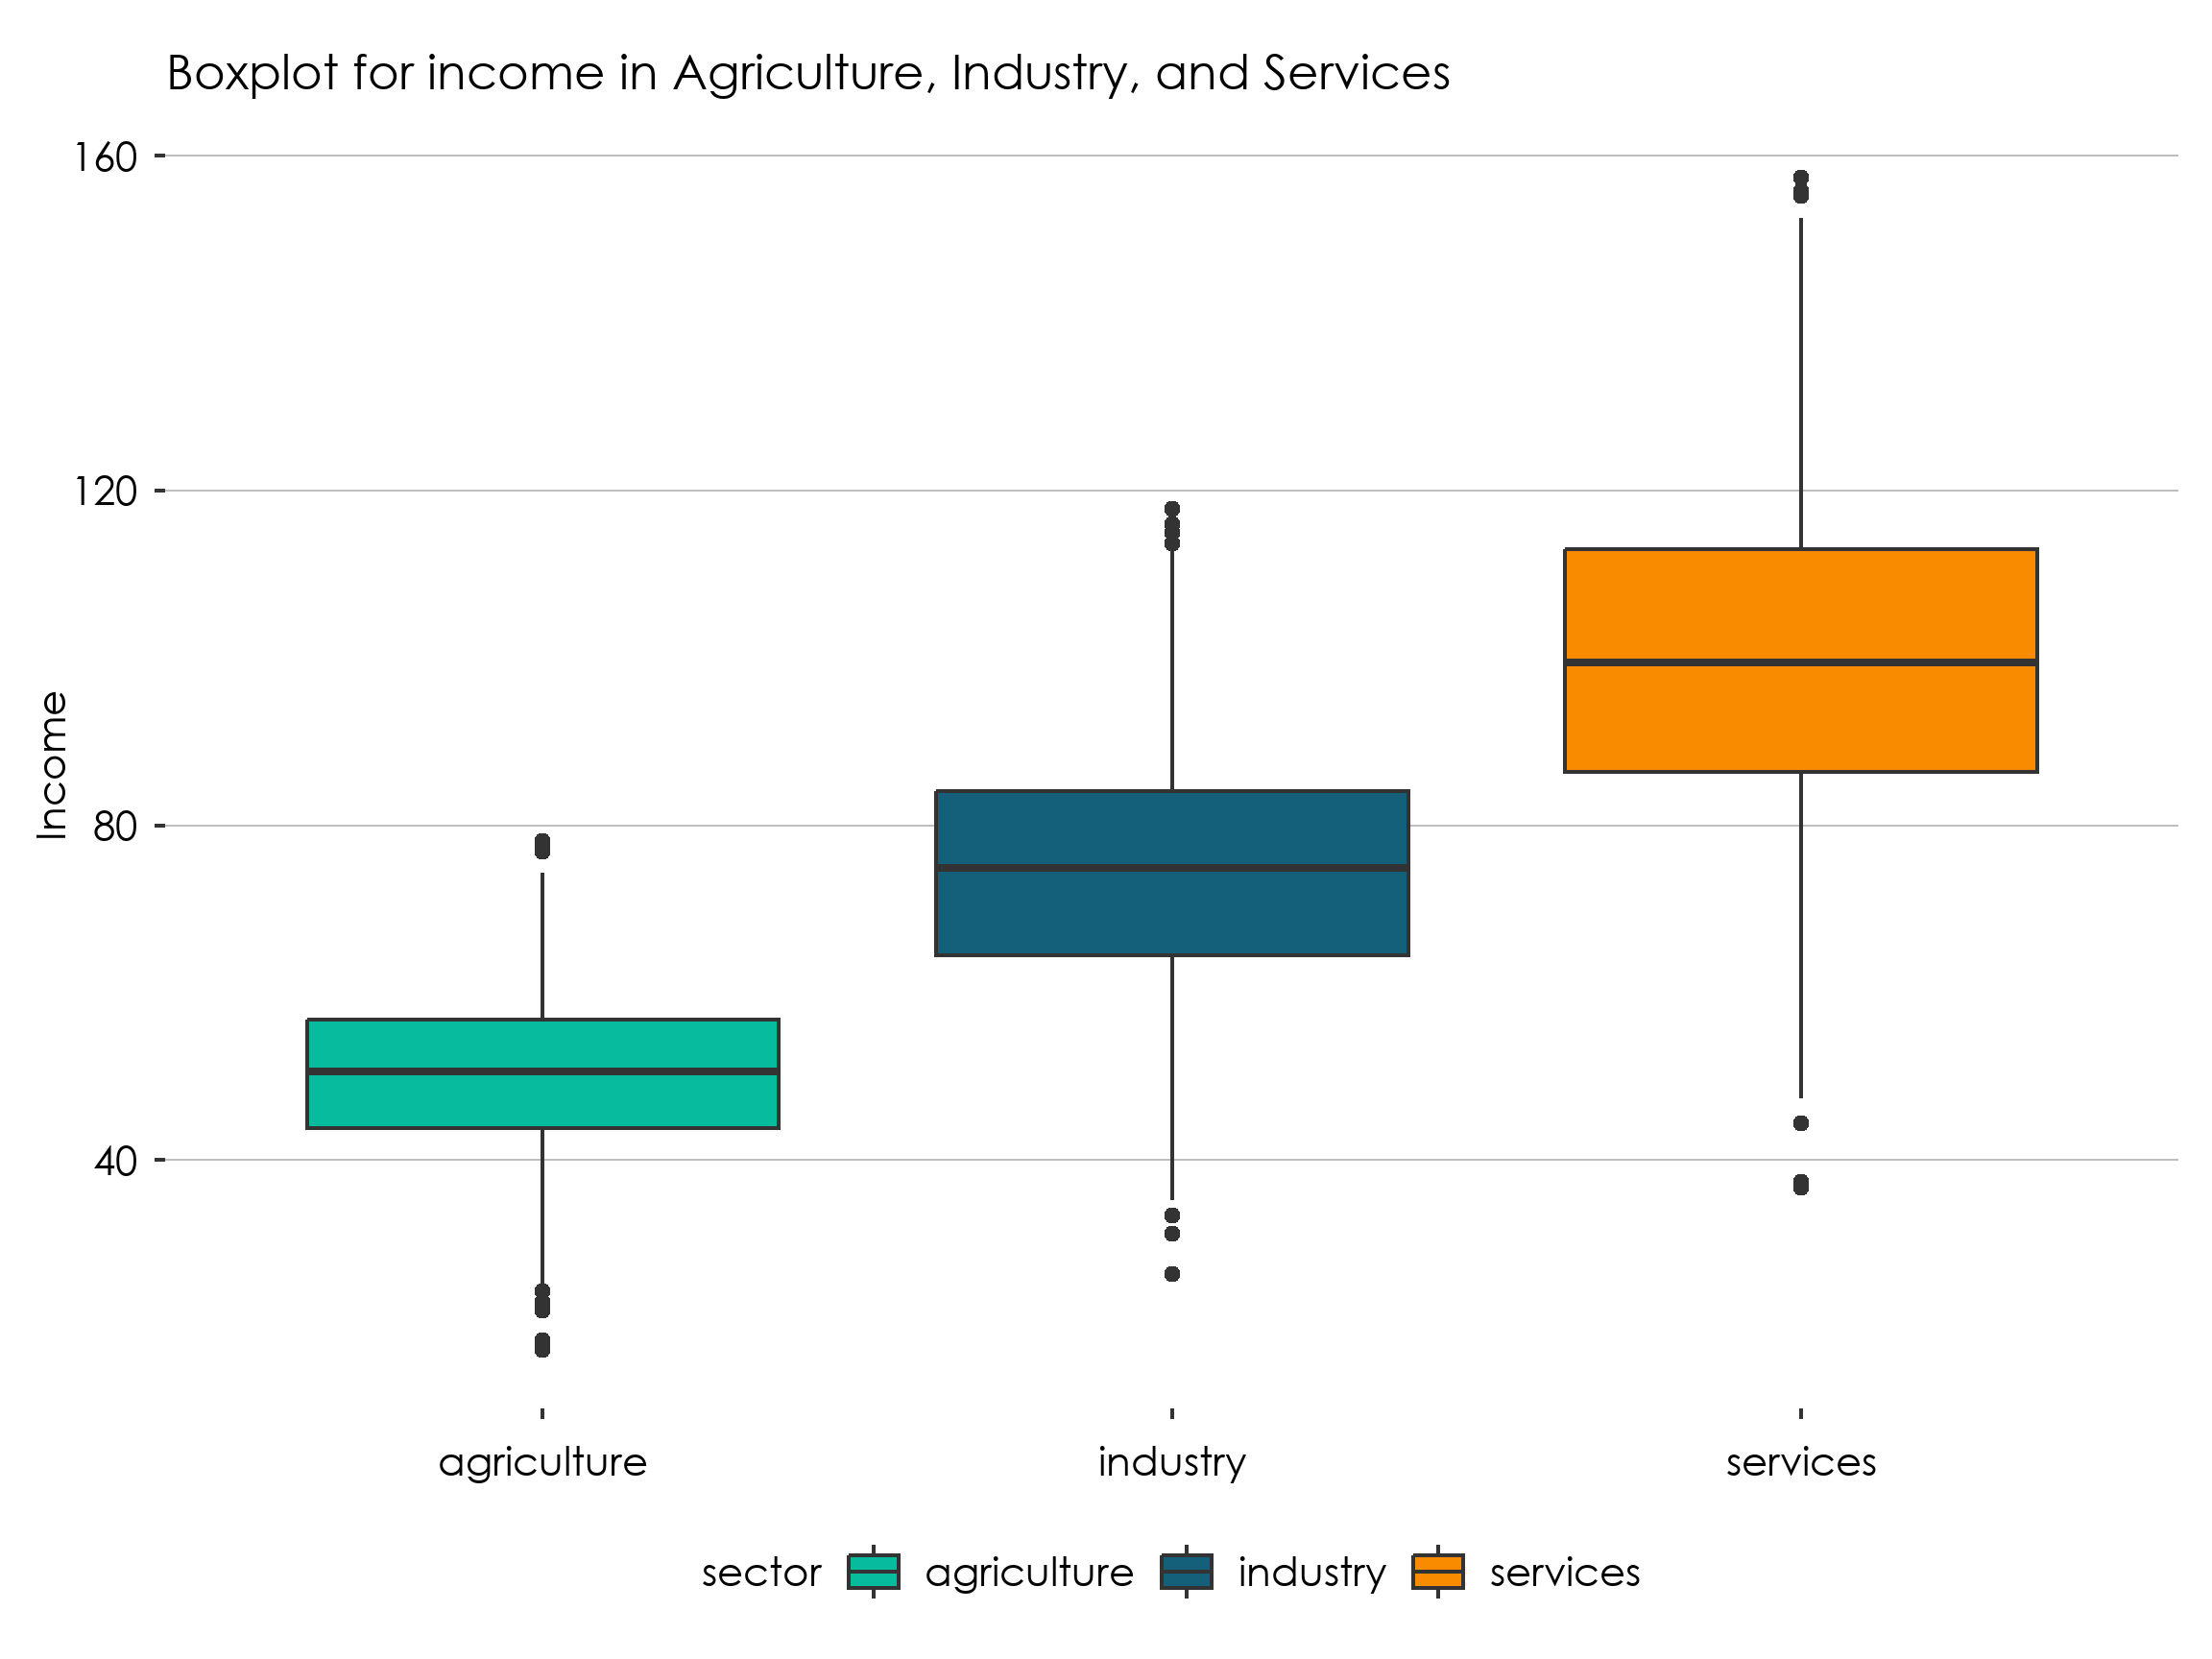 Boxplot for income in Agriculture, Industry, and Services
160
120
80
40
Income
agriculture industry services
sector agriculture industry services